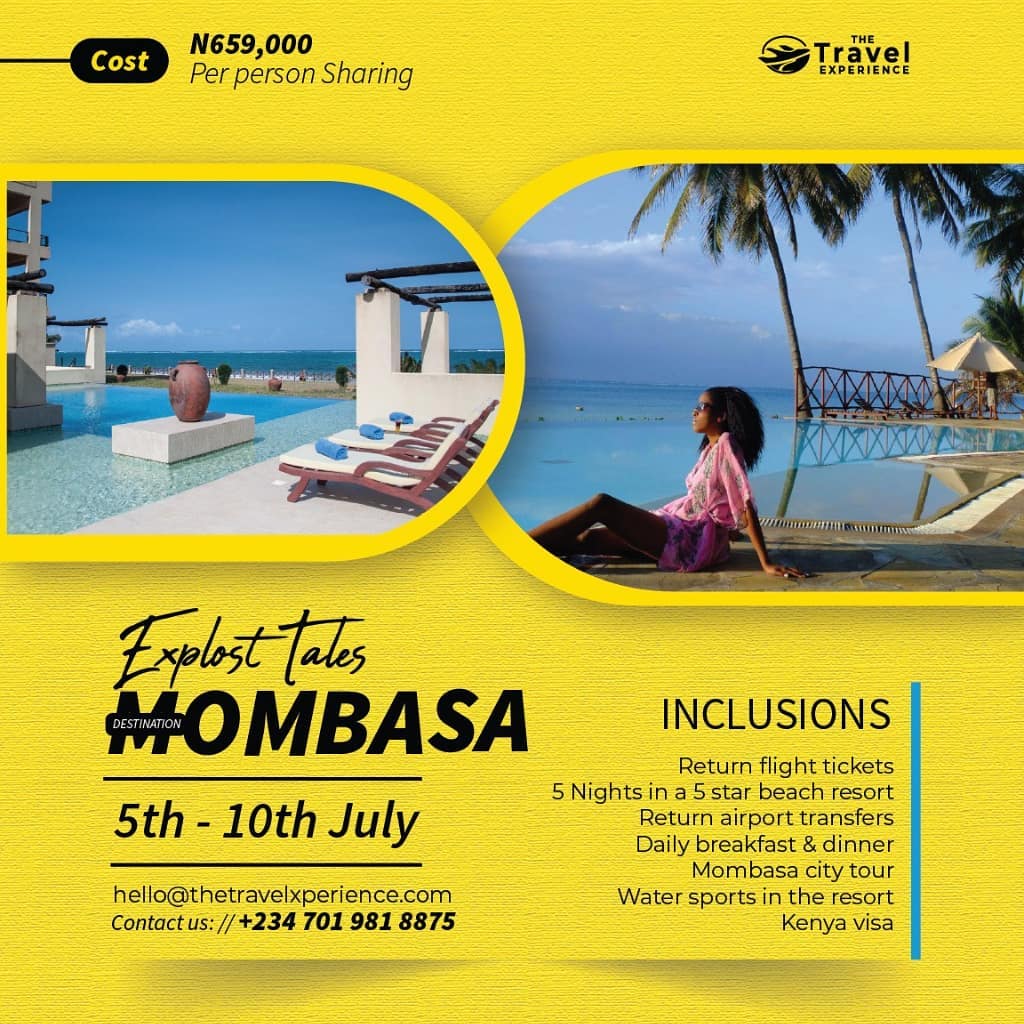 Cost
N659,000
Per person Sharing
THE
Travel
EXPERIENCE
Explost Tales
DESTINATION
MOMBASA
5th - 10th July
hello@thetravelxperience.com
Contact us: // +234 701 981 8875
INCLUSIONS
Return flight tickets
5 Nights in a 5 star beach resort
Return airport transfers
Daily breakfast & dinner
Mombasa city tour
Water sports in the resort
Kenya visa